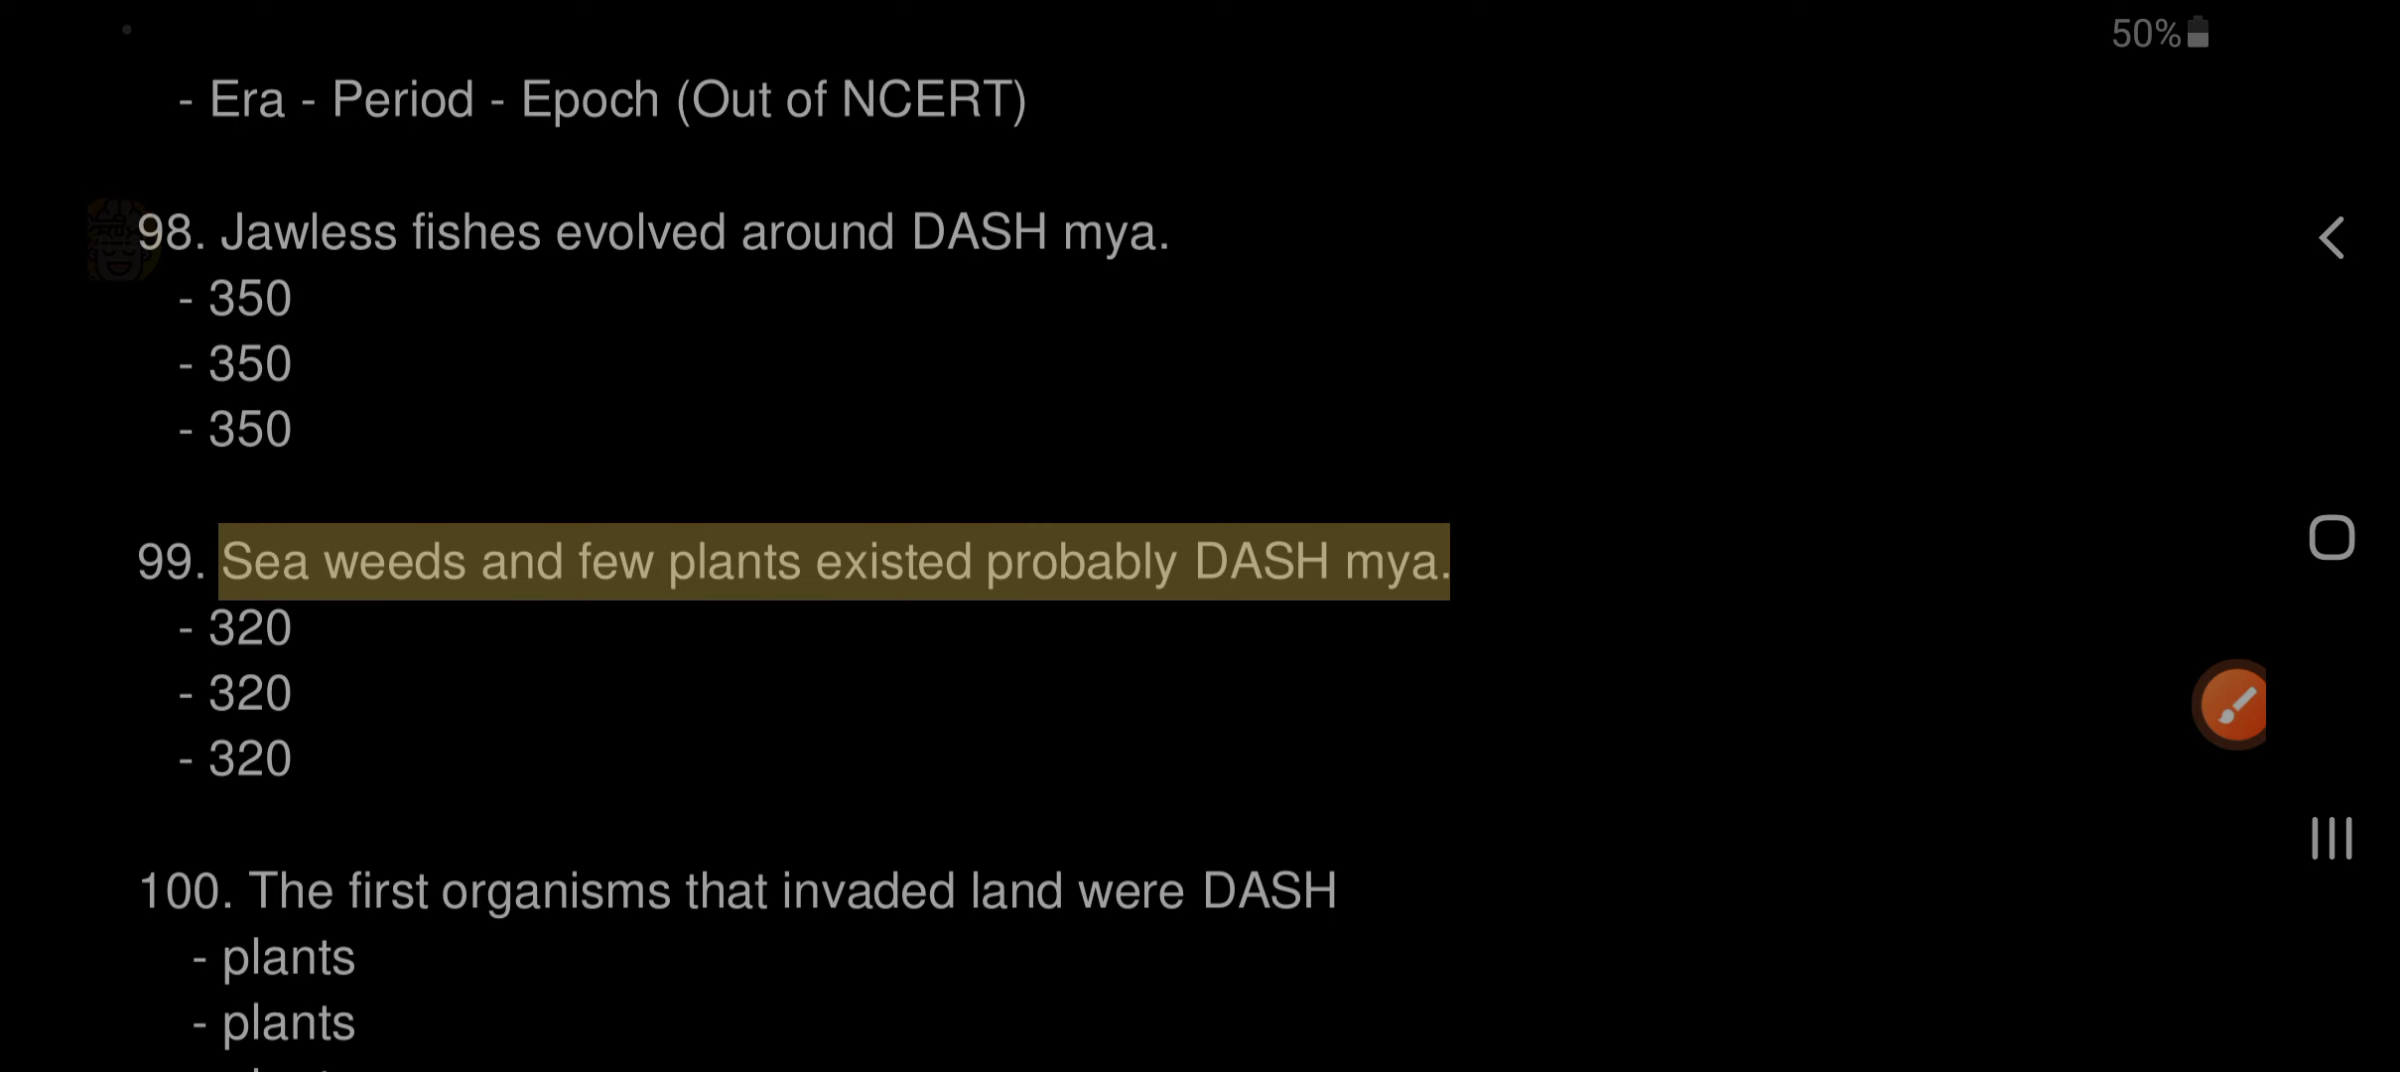 50%
- Era - Period - Epoch (Out of NCERT)
98. Jawless fishes evolved around DASH mya.
- 350
- 350
- 350
99. Sea weeds and few plants existed probably DASH mya.
- 320
- 320
- 320
100. The first organisms that invaded land were DASH
- plants
- plants